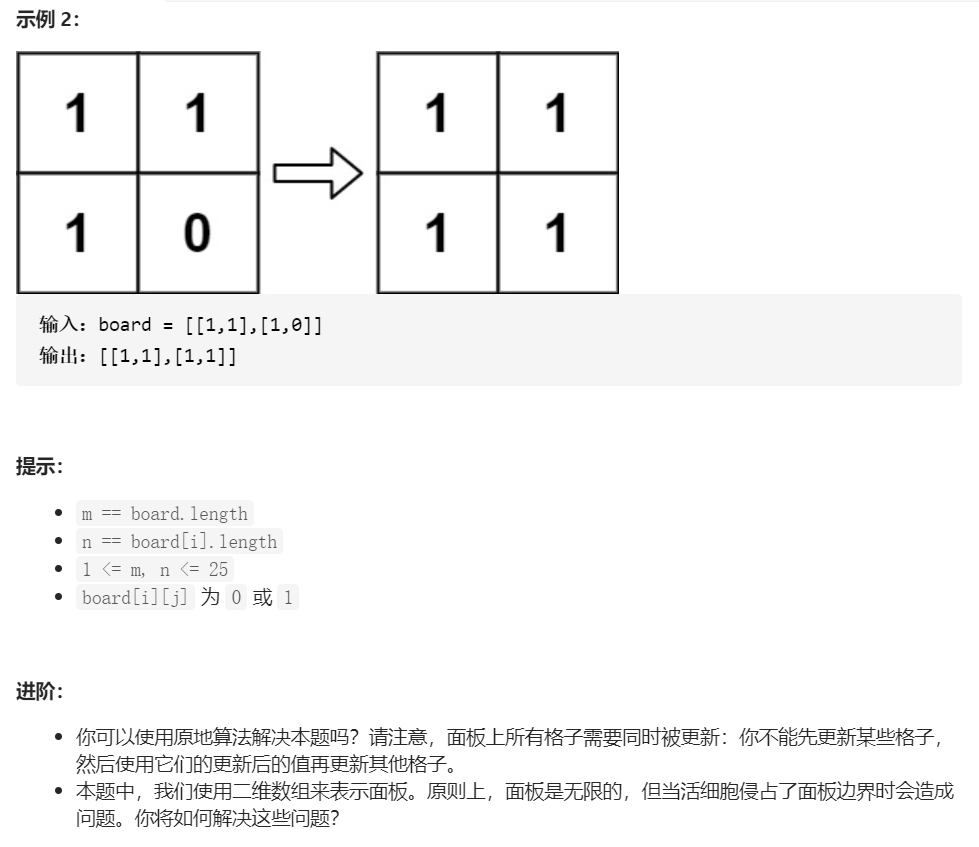 示例 2：
1 1 1 1
1 0 1 1
输入：board = [[1,1],[1,0]]
输出：[[1,1],[1,1]]
提示：
m == board.length
n == board[i].length
1 <= m, n <= 25
board[i][j] 为 0 或 1
进阶：
你可以使用原地算法解决本题吗？请注意，面板上所有格子需要同时被更新：你不能先更新某些格子，
然后使用它们的更新后的值再更新其他格子。
本题中，我们使用二维数组来表示面板。原则上，面板是无限的，但当活细胞侵占了面板边界时会造成
问题。你将如何解决这些问题？